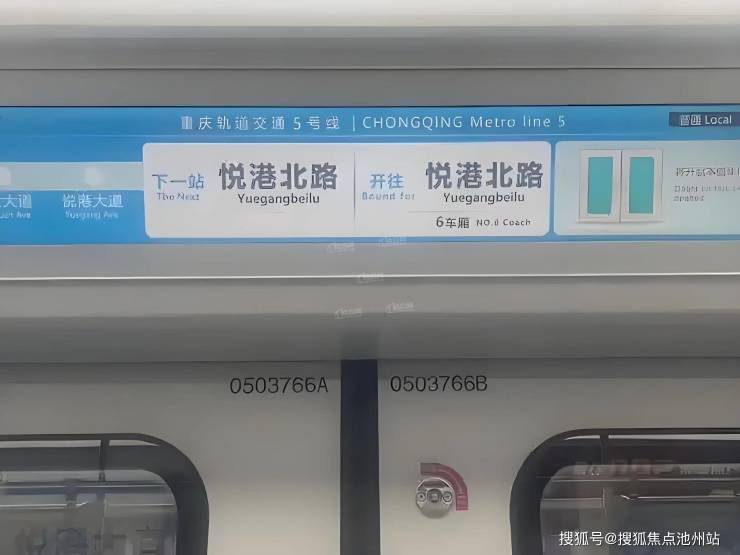 重庆轨道交通 5 号线 | CHONGQING Metro line 5
普通 Local
大道
悦港大道
Yuegang Ave
下一站
The Next
悦港北路
Yuegangbeilu
开往
Bound for
悦港北路
Yuegangbeilu
6车厢 NO.6 Coach
0503766A
0503766B
搜狐号@搜狐焦点池州站